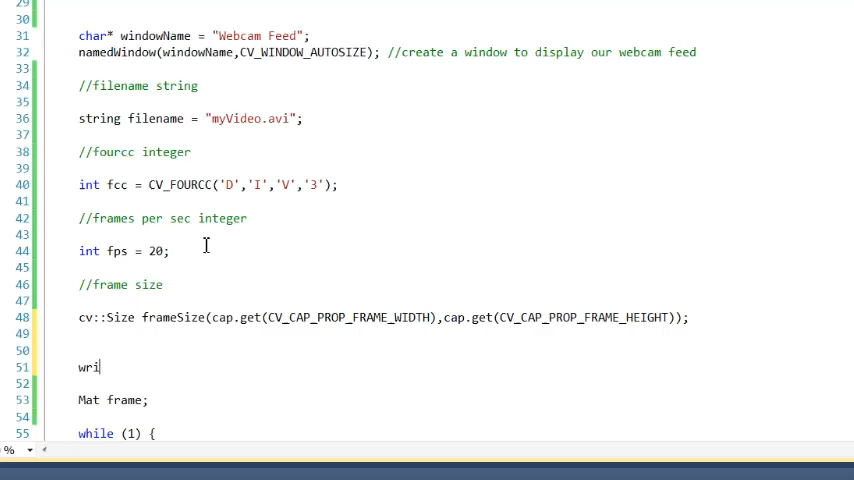 29
30
31 char* windowName = "Webcam Feed";
32 namedWindow(windowName,CV_WINDOW_AUTOSIZE); //create a window to display our webcam feed
33
34 //filename string
35
36 string filename = "myVideo.avi";
37
38 //fourcc integer
39
40 int fcc = CV_FOURCC('D','I','V','3');
41
42 //frames per sec integer
43
44 int fps = 20;
45
46 //frame size
47
48 cv::Size frameSize(cap.get(CV_CAP_PROP_FRAME_WIDTH),cap.get(CV_CAP_PROP_FRAME_HEIGHT));
49
50
51 wri
52
53 Mat frame;
54
55 while (1) {
%